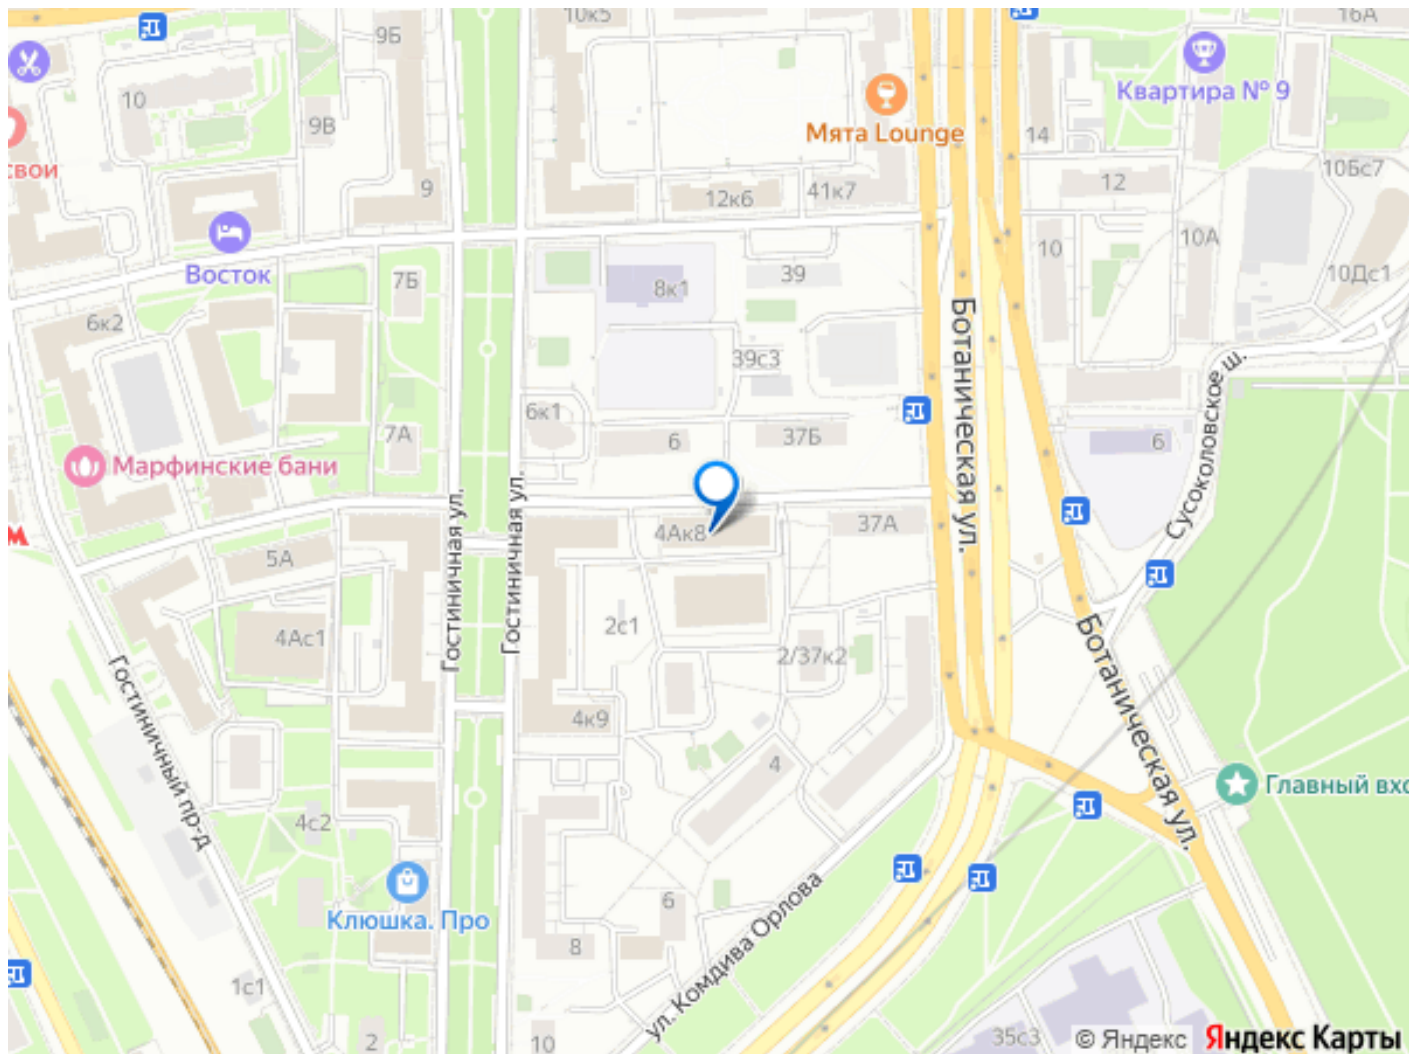 10к5
16А
9Б
Квартира № 9
10
9В
Мята Lounge
14
свои
10Бс7
9
12к6
41к7
12
Восток
7Б
8к1
39
10
10А
10Дс1
6к2
Ботаническая ул.
39с3
Сусоколовское ш.
6к1
7А
6
37Б
6
Марфинские бани
Гостиничная ул.
Гостиничная ул.
4Ак8
37А
М
5А
2с1
4Ас1
2/37к2
Ботаническая ул.
Гостиничный пр-д
4к9
4
Главный вхо
4с2
Клюшка. Про
6
ул. Комдива Орлова
8
1с1
2
10
35с3
© Яндекс Яндекс Карты